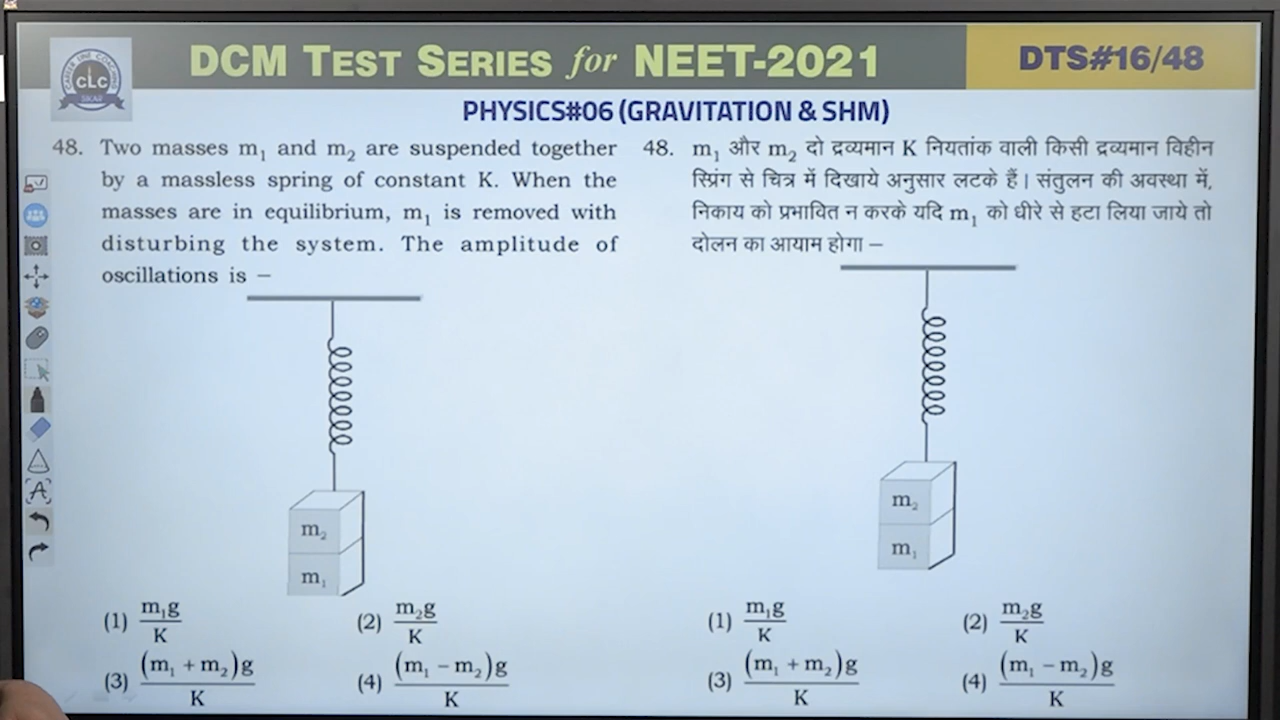 DCM TEST SERIES for NEET-2021
DTS#16/48
CLC
SIKAR
PHYSICS#06 (GRAVITATION & SHM)
48. Two masses m₁ and m₂ are suspended together
by a massless spring of constant K. When the
masses are in equilibrium, m₁ is removed with
disturbing the system. The amplitude of
oscillations is –
m₂
m₁
(1) m₁g/K (2) m₂g/K
(3) (m₁ + m₂)g/K (4) (m₁ – m₂)g/K
48. m₁ और m₂ दो द्रव्यमान K नियतांक वाली किसी द्रव्यमान विहीन
स्प्रिंग से चित्र में दिखाये अनुसार लटके हैं। संतुलन की अवस्था में,
निकाय को प्रभावित न करके यदि m₁ को धीरे से हटा लिया जाये तो
दोलन का आयाम होगा –
m₂
m₁
(1) m₁g/K (2) m₂g/K
(3) (m₁ + m₂)g/K (4) (m₁ – m₂)g/K